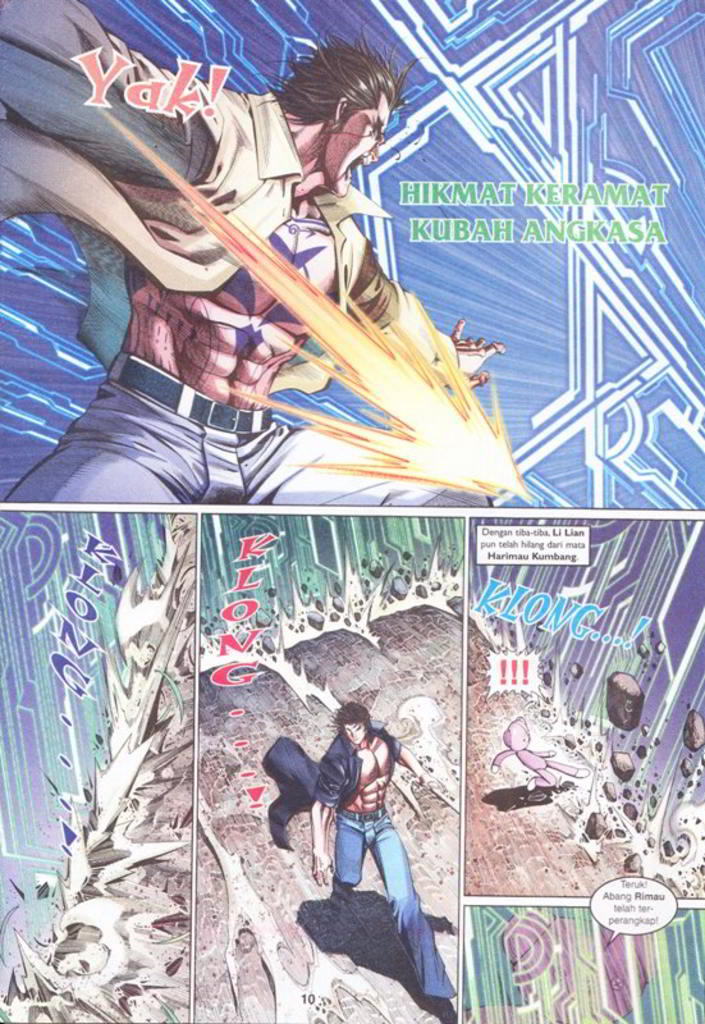 Yak!
HIKMAT KERAMAT
KUBAH ANGKASA
KLONG....!
KLONG....!
Dengan tiba-tiba, Li Lian
pun telah hilang dari mata
Harimau Kumbang.
KLONG....!
!!!
Teruk!
Abang Rimau
telah ter-
perangkap!
10